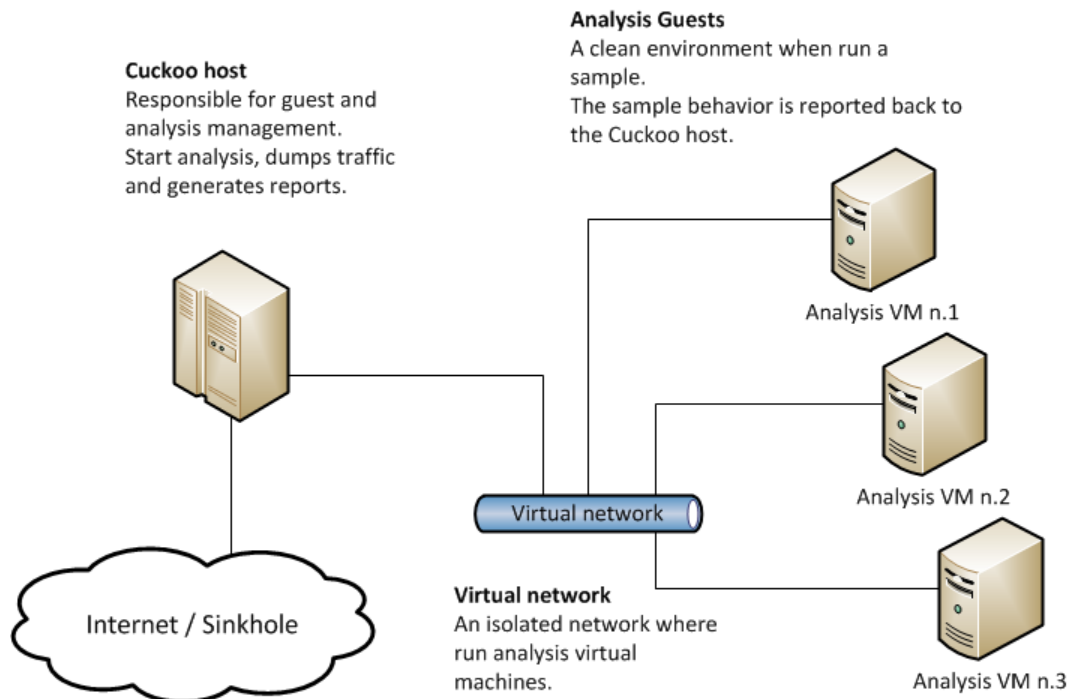 Analysis Guests
A clean environment when run a
sample.
The sample behavior is reported back to
the Cuckoo host.
Cuckoo host
Responsible for guest and
analysis management.
Start analysis, dumps traffic
and generates reports.
Analysis VM n.1
Analysis VM n.2
Virtual network
Internet / Sinkhole
Virtual network
An isolated network where
run analysis virtual
machines.
Analysis VM n.3